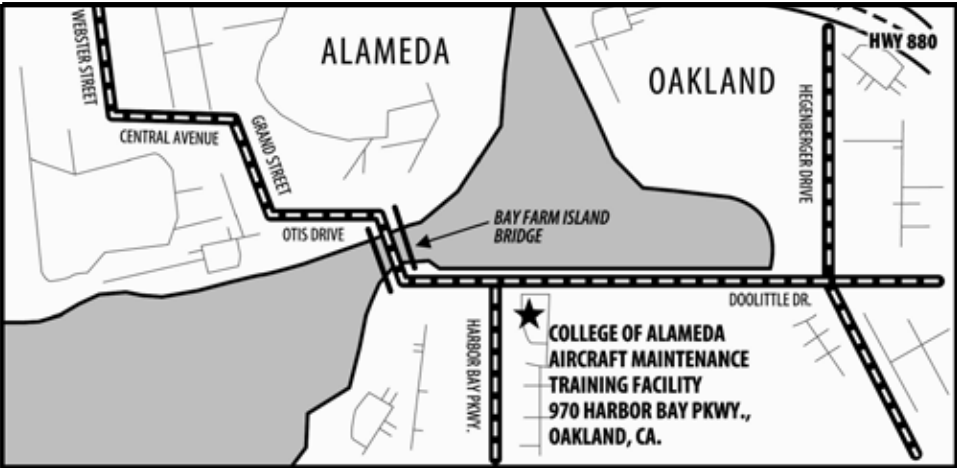 WEBSTER STREET
ALAMEDA
OAKLAND
HWY 880
CENTRAL AVENUE
GRAND STREET
HEGENBERGER DRIVE
OTIS DRIVE
BAY FARM ISLAND
BRIDGE
DOOLITTLE DR.
HARBOR BAY PKWY.
COLLEGE OF ALAMEDA
AIRCRAFT MAINTENANCE
TRAINING FACILITY
970 HARBOR BAY PKWY.,
OAKLAND, CA.